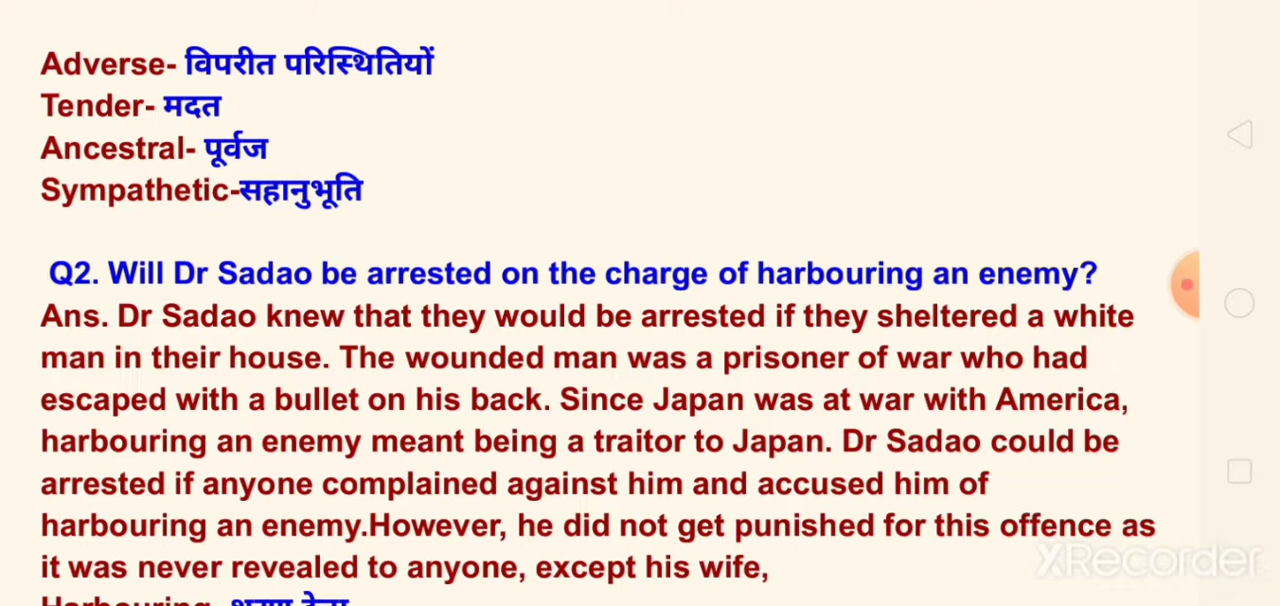 Adverse- विपरीत परिस्थितियों
Tender- मदत
Ancestral- पूर्वज
Sympathetic-सहानुभूति
Q2. Will Dr Sadao be arrested on the charge of harbouring an enemy?
Ans. Dr Sadao knew that they would be arrested if they sheltered a white
man in their house. The wounded man was a prisoner of war who had
escaped with a bullet on his back. Since Japan was at war with America,
harbouring an enemy meant being a traitor to Japan. Dr Sadao could be
arrested if anyone complained against him and accused him of
harbouring an enemy.However, he did not get punished for this offence as
it was never revealed to anyone, except his wife,
XRecorder
Harbouring- शरण देना